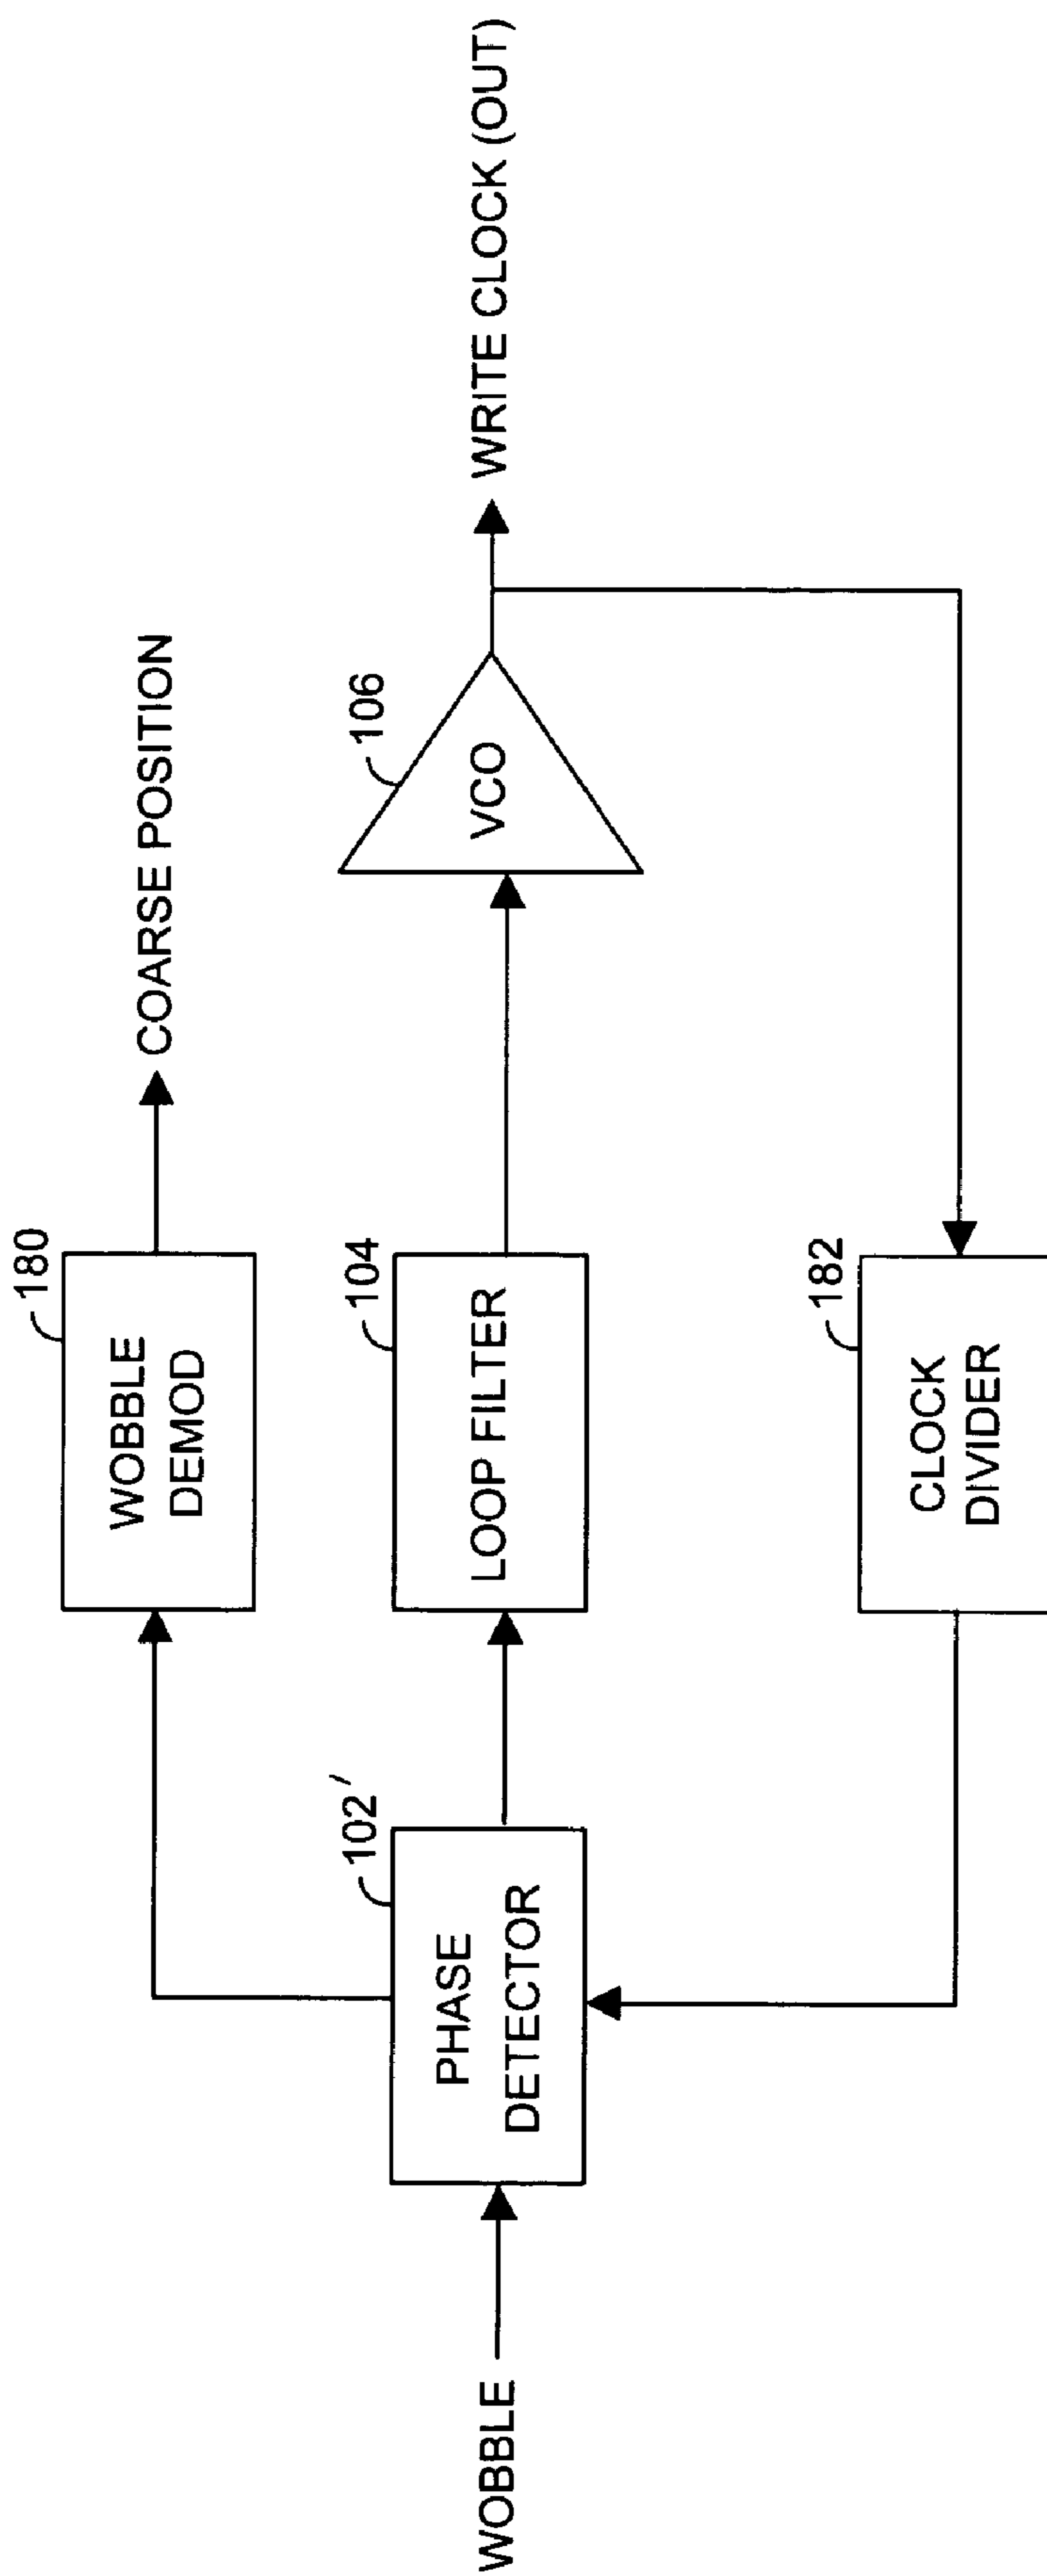 180
WOBBLE
DEMOD
COARSE POSITION
WOBBLE
102'
PHASE
DETECTOR
104
LOOP FILTER
106
VCO
WRITE CLOCK (OUT)
182
CLOCK
DIVIDER